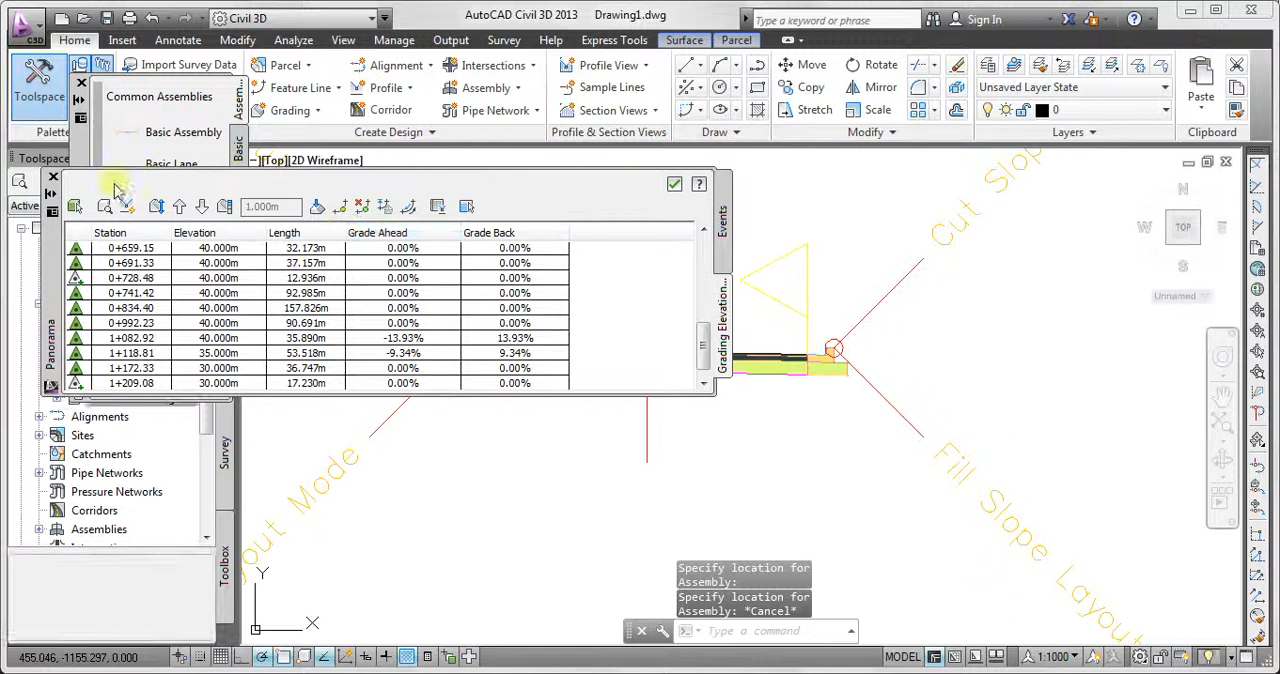 Civil 3D
AutoCAD Civil 3D 2013 Drawing1.dwg
Type a keyword or phrase
Sign In
C3D
Home Insert Annotate Modify Analyze View Manage Output Survey Help Express Tools Surface Parcel
Import Survey Data Parcel Alignment Intersections Profile View Move Rotate Unsaved Layer State
Toolspace Feature Line Profile Assembly Sample Lines Copy Mirror 0 Paste
Grading Corridor Pipe Network Section Views Stretch Scale
Palette Create Design Profile & Section Views Draw Modify Layers Clipboard
Common Assemblies
Basic Assembly
Basic Lane
Assem...
Basic
Toolspace
Active
[–][Top][2D Wireframe]
1.000m
Station Elevation Length Grade Ahead Grade Back
0+659.15 40.000m 32.173m 0.00% 0.00%
0+691.33 40.000m 37.157m 0.00% 0.00%
0+728.48 40.000m 12.936m 0.00% 0.00%
0+741.42 40.000m 92.985m 0.00% 0.00%
0+834.40 40.000m 157.826m 0.00% 0.00%
0+992.23 40.000m 90.691m 0.00% 0.00%
1+082.92 40.000m 35.890m -13.93% 13.93%
1+118.81 35.000m 53.518m -9.34% 9.34%
1+172.33 30.000m 36.747m 0.00% 0.00%
1+209.08 30.000m 17.230m 0.00% 0.00%
Panorama
Events
Grading Elevation...
Alignments
Sites
Catchments
Pipe Networks
Pressure Networks
Corridors
Assemblies
Survey
Toolbox
Cut Slo
Fill Slope Layou
out Mode
N
W TOP E
S
Unnamed
Y
X
Specify location for
Assembly:
Specify location for
Assembly: *Cancel*
Type a command
455.046, -1155.297, 0.000
MODEL
1:1000